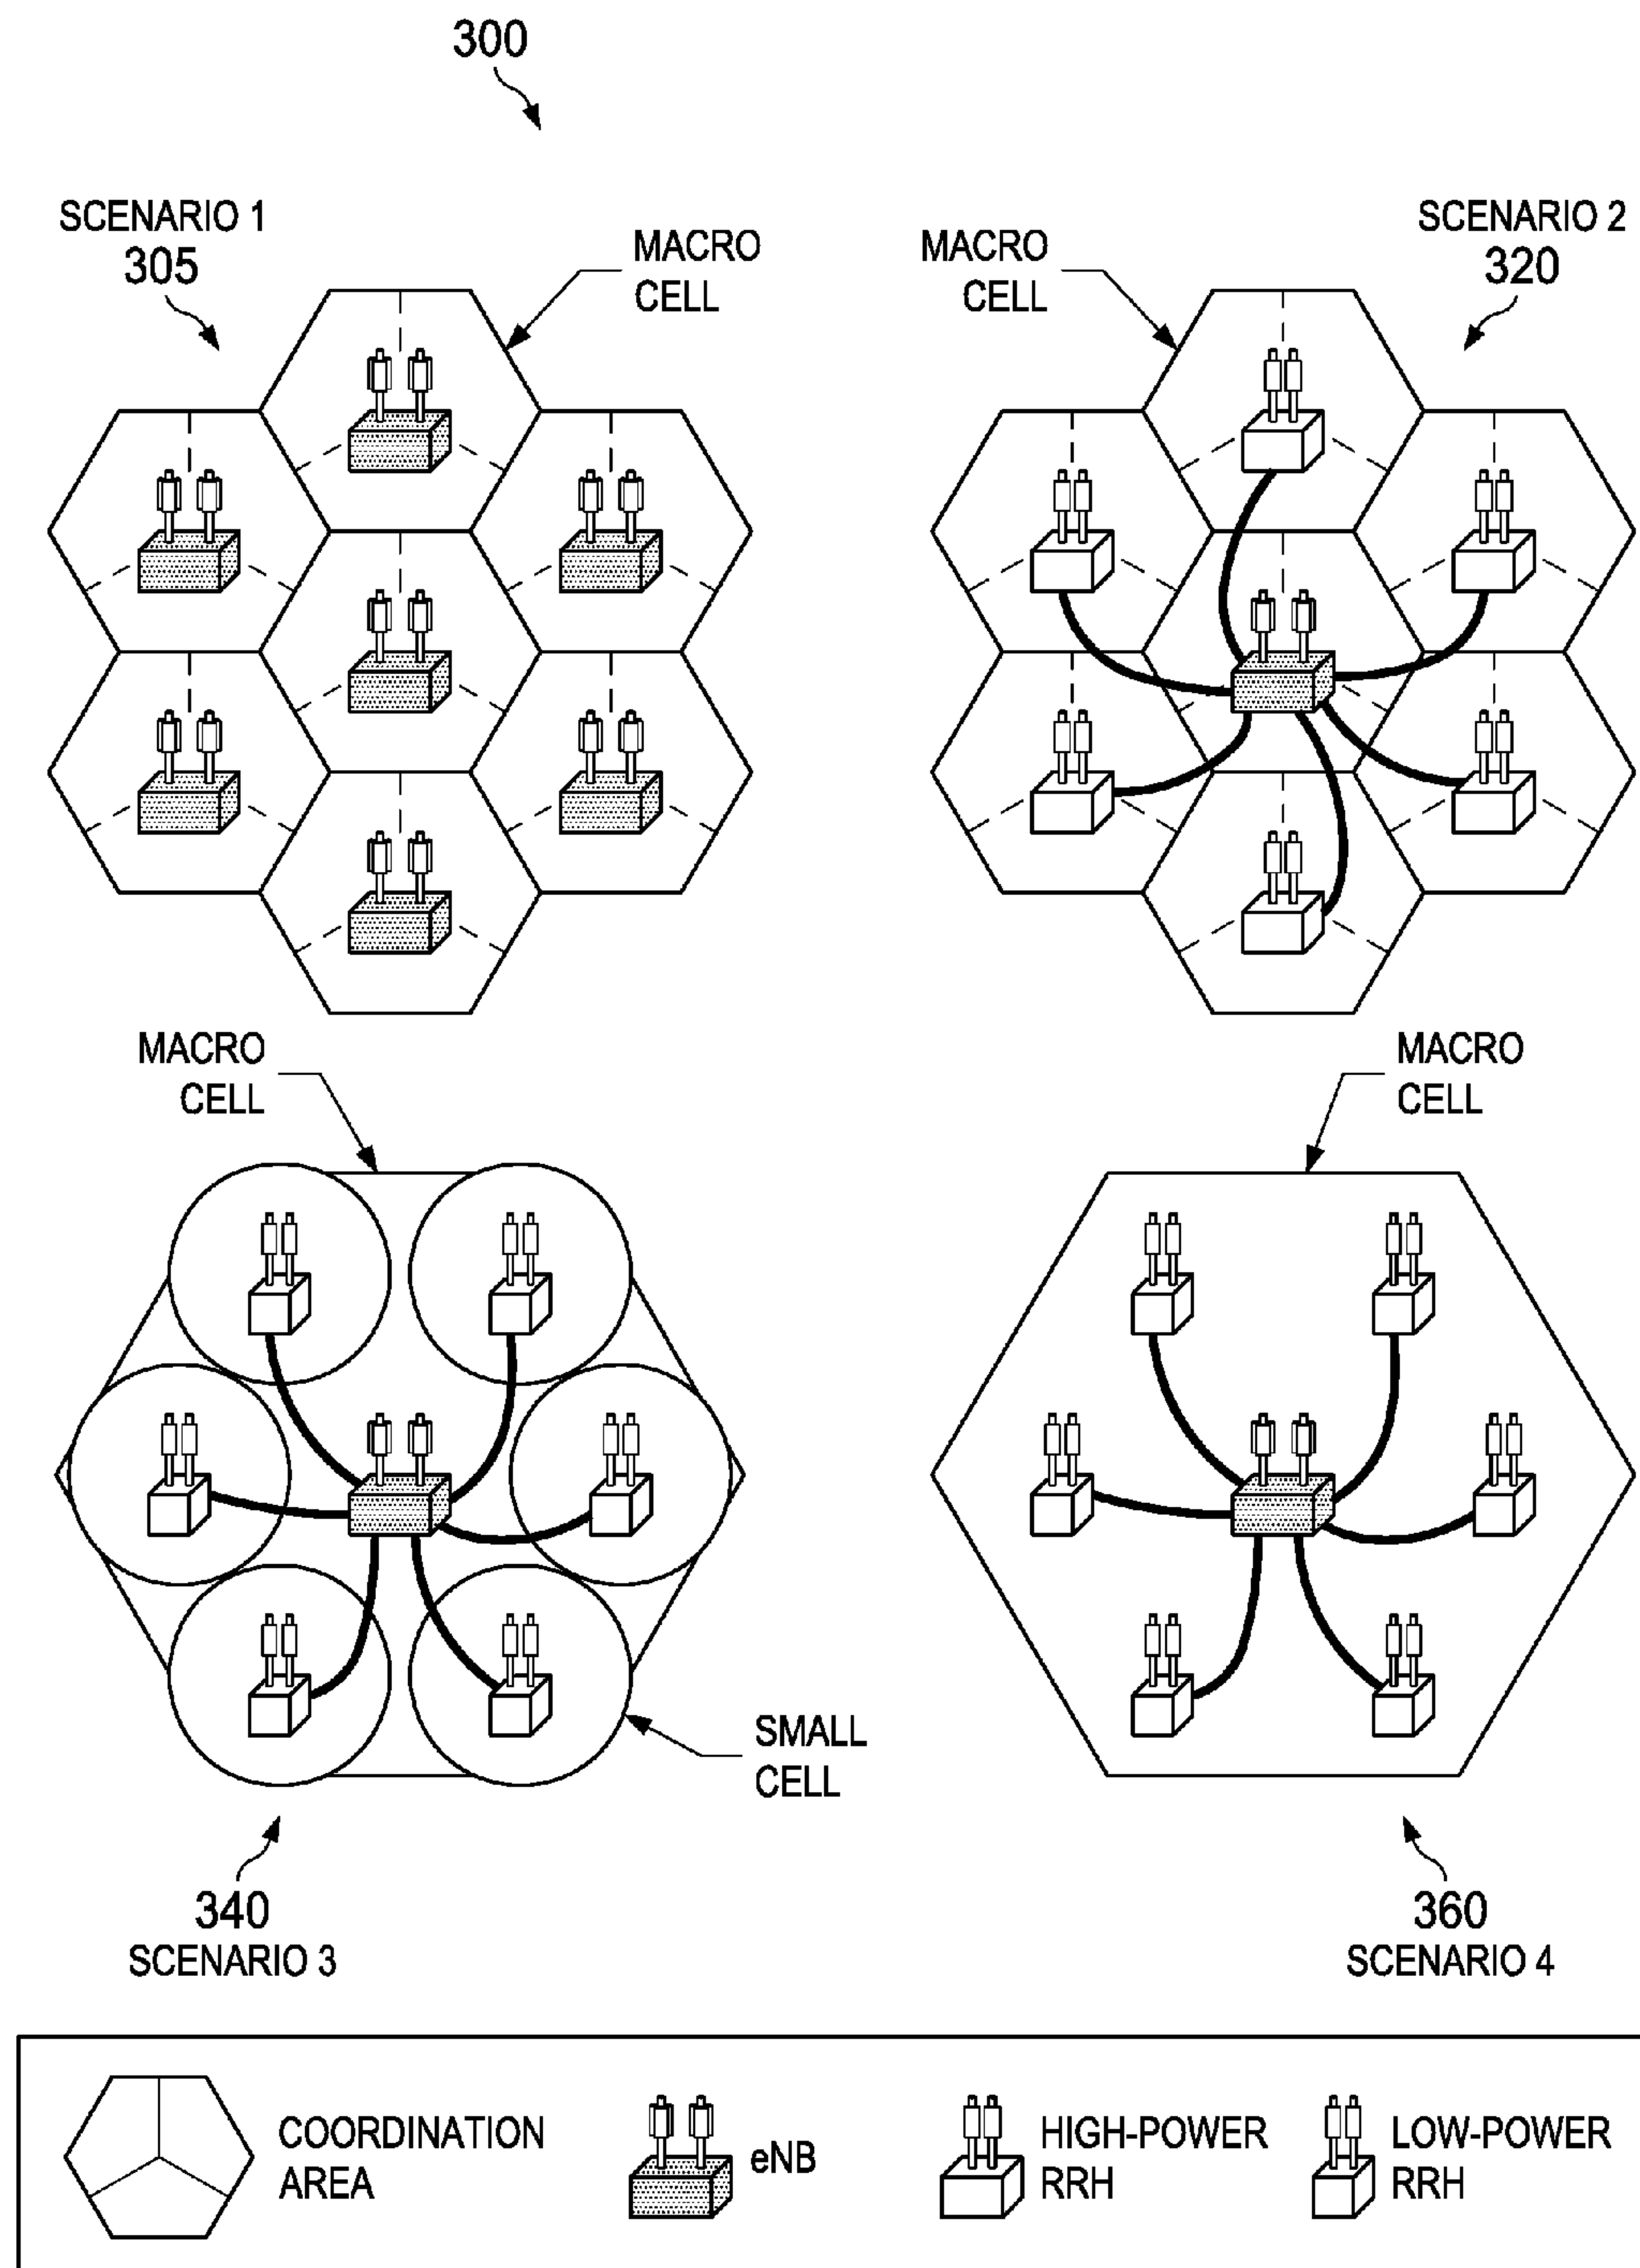 300
SCENARIO 1
305
MACRO
CELL
MACRO
CELL
SCENARIO 2
320
MACRO
CELL
MACRO
CELL
SMALL
CELL
340
SCENARIO 3
360
SCENARIO 4
COORDINATION
AREA
eNB
HIGH-POWER
RRH
LOW-POWER
RRH